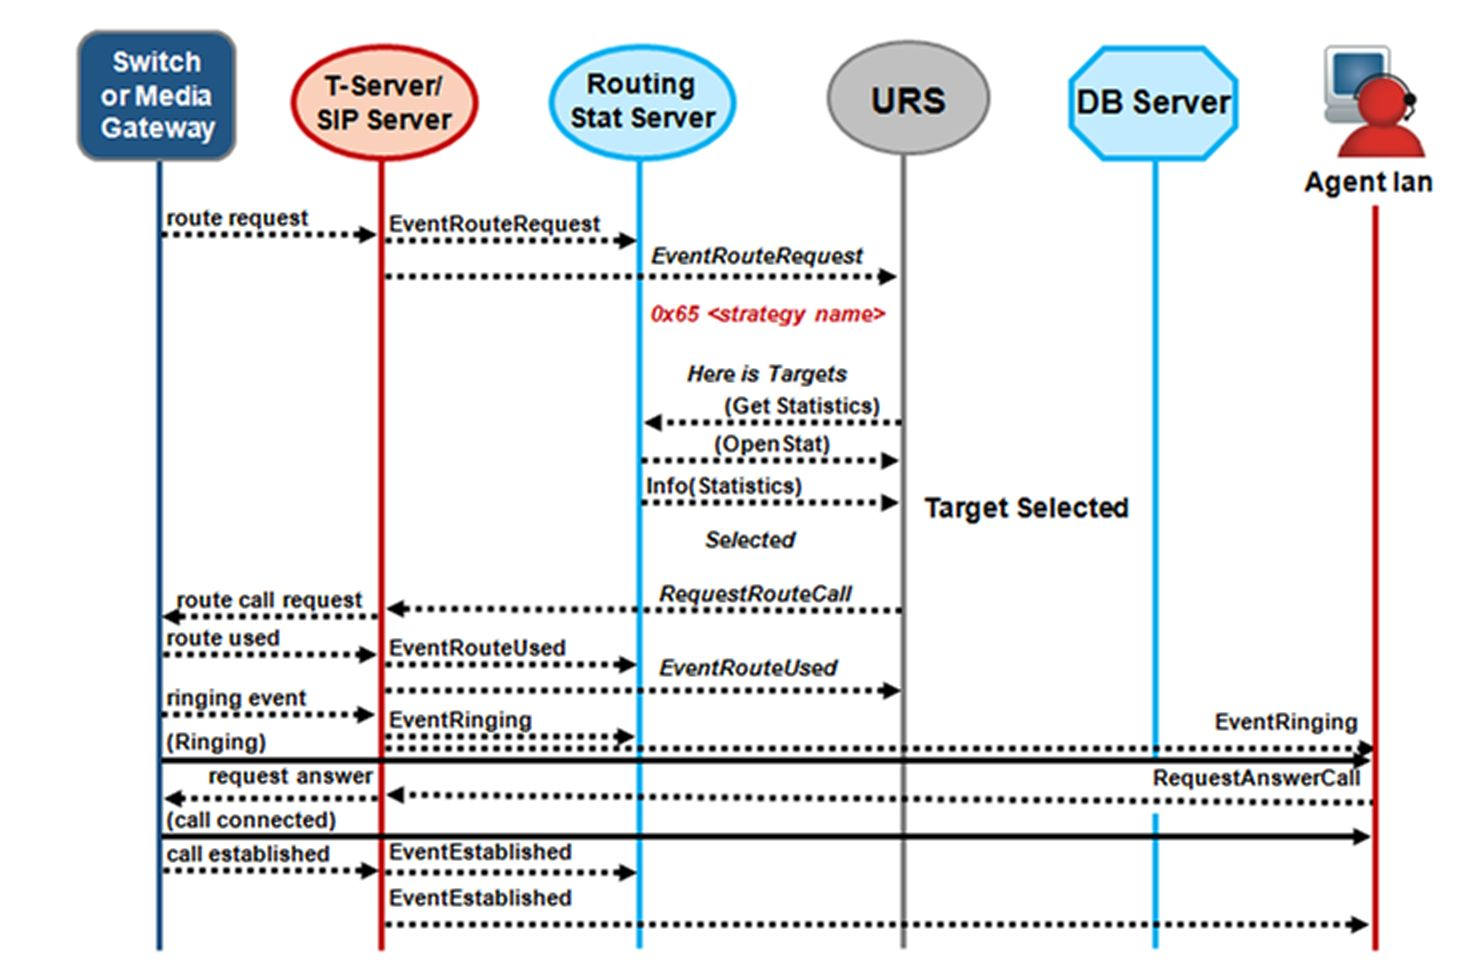 Switch
or Media
Gateway
T-Server/
SIP Server
Routing
Stat Server
URS
DB Server
Agent Ian
route request
EventRouteRequest
EventRouteRequest
0x65 <strategy name>
Here is Targets
(Get Statistics)
(OpenStat)
Info(Statistics)
Target Selected
Selected
RequestRouteCall
route call request
route used
EventRouteUsed
EventRouteUsed
ringing event
EventRinging
EventRinging
(Ringing)
request answer
RequestAnswerCall
(call connected)
call established
EventEstablished
EventEstablished